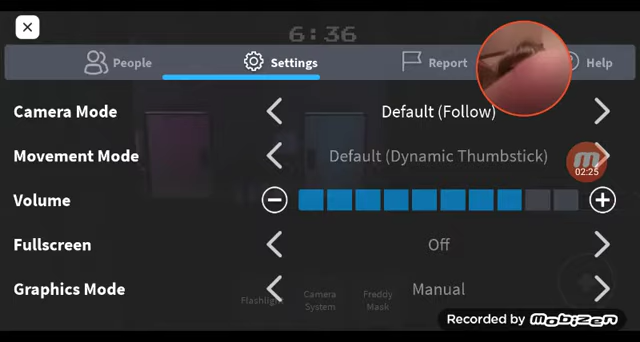 6:36
People
Settings
Report
Help
Camera Mode
Default (Follow)
Movement Mode
Default (Dynamic Thumbstick)
02:25
Volume
Fullscreen
Off
Graphics Mode
Manual
Flashlight
Camera System
Freddy Mask
Recorded by MOBIZEN